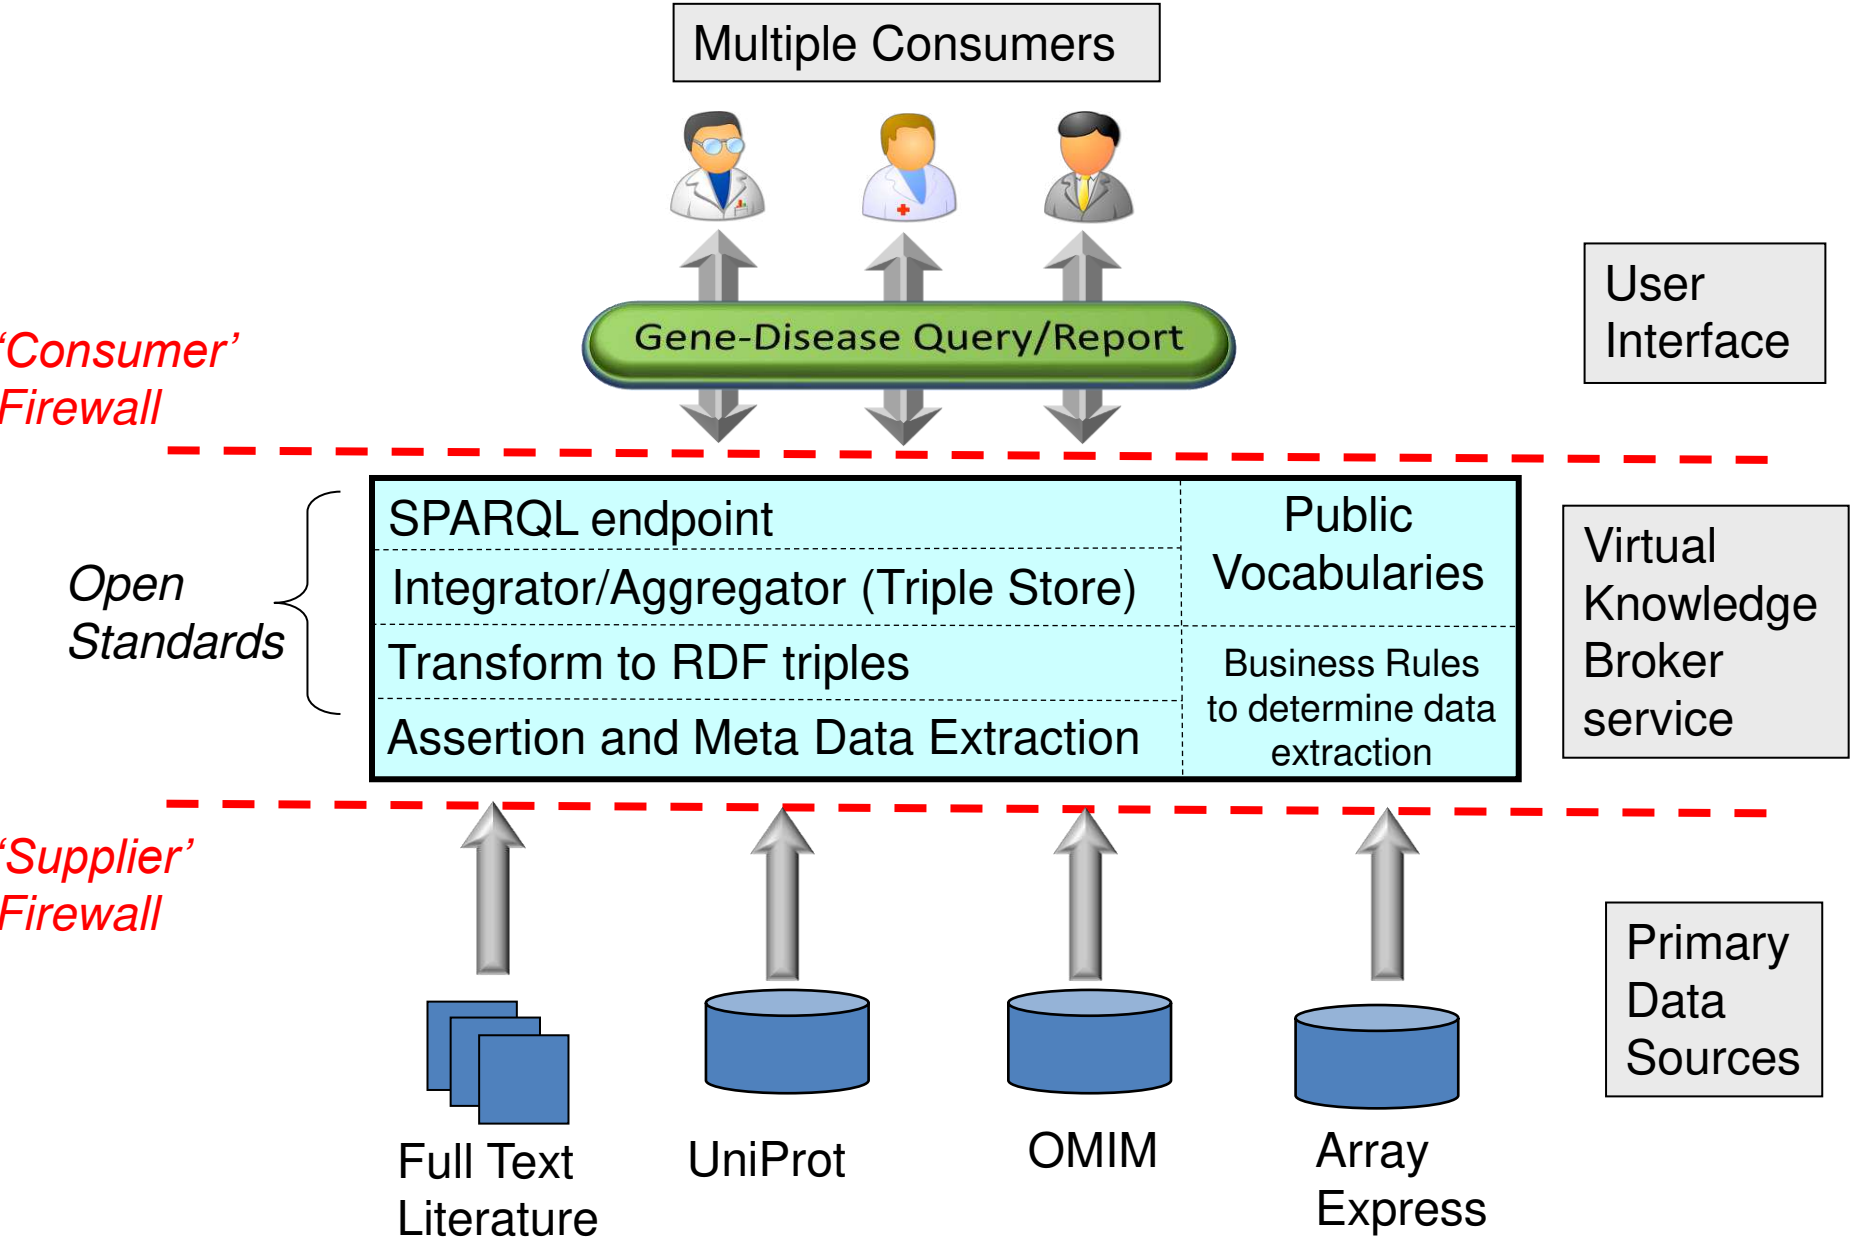 Multiple Consumers
Gene-Disease Query/Report
User
Interface
‘Consumer’
Firewall
Open
Standards
SPARQL endpoint
Integrator/Aggregator (Triple Store)
Transform to RDF triples
Assertion and Meta Data Extraction
Public
Vocabularies
Business Rules
to determine data
extraction
Virtual
Knowledge
Broker
service
‘Supplier’
Firewall
Primary
Data
Sources
Full Text
Literature
UniProt
OMIM
Array
Express